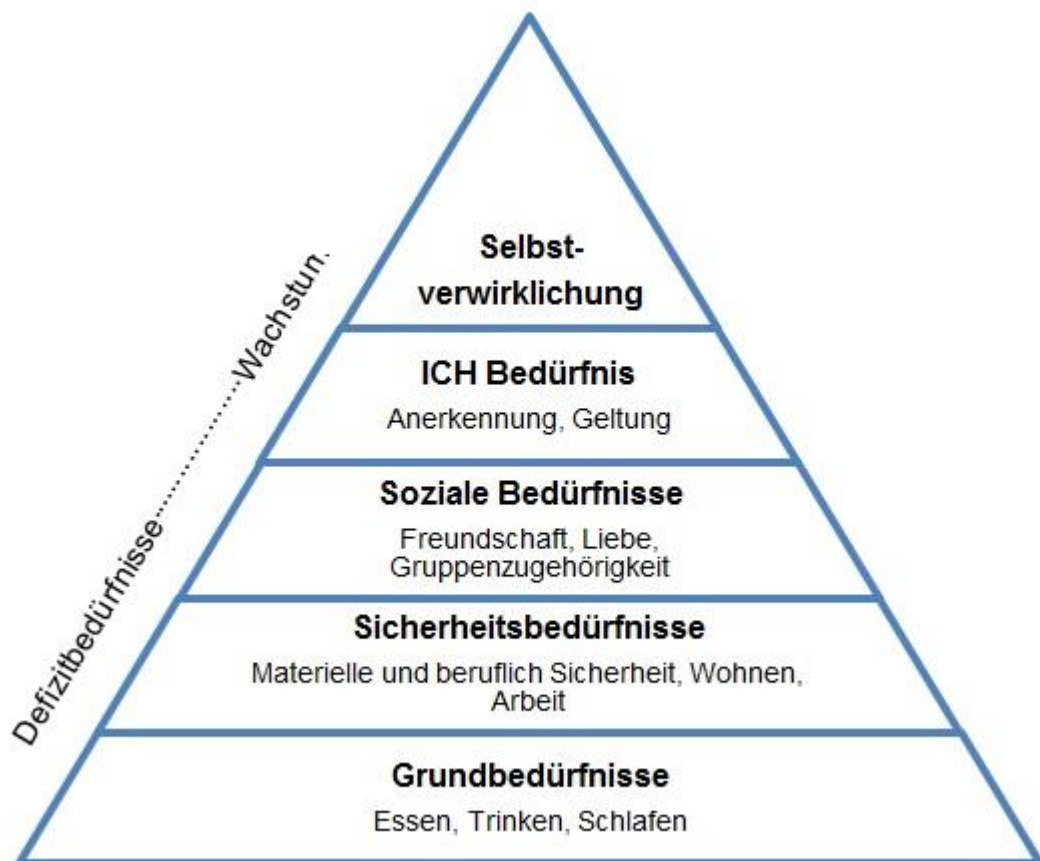 Selbst-
verwirklichung
ICH Bedürfnis
Anerkennung, Geltung
Soziale Bedürfnisse
Freundschaft, Liebe,
Gruppenzugehörigkeit
Sicherheitsbedürfnisse
Materielle und beruflich Sicherheit, Wohnen,
Arbeit
Grundbedürfnisse
Essen, Trinken, Schlafen
Defizitbedürfnisse.........Wachstun.